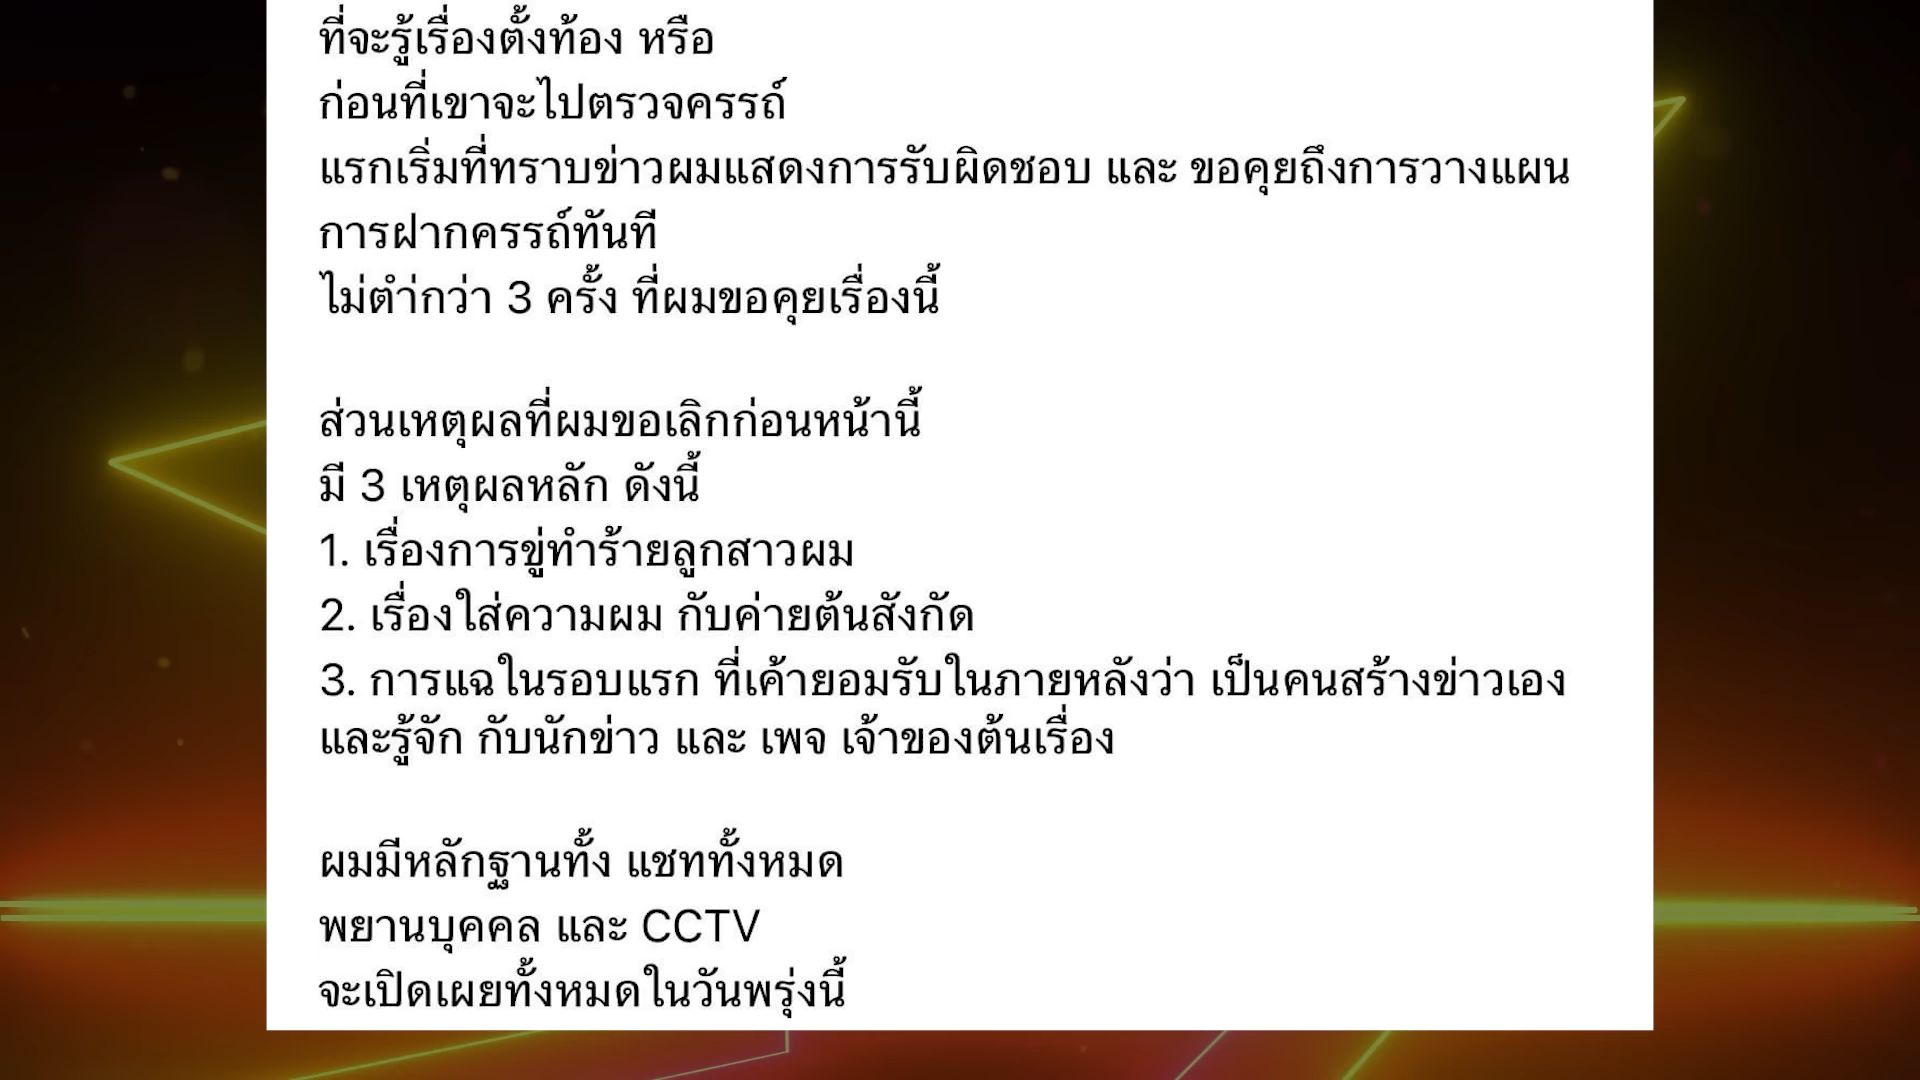 ที่จะรู้เรื่องตั้งท้อง หรือ
ก่อนที่เขาจะไปตรวจครรถ์
แรกเริ่มที่ทราบข่าวผมแสดงการรับผิดชอบ และ ขอคุยถึงการวางแผน
การฝากครรถ์ทันที
ไม่ต่ำกว่า 3 ครั้ง ที่ผมขอคุยเรื่องนี้
ส่วนเหตุผลที่ผมขอเลิกก่อนหน้านี้
มี 3 เหตุผลหลัก ดังนี้
1. เรื่องการขู่ทำร้ายลูกสาวผม
2. เรื่องใส่ความผม กับค่ายต้นสังกัด
3. การแฉในรอบแรก ที่เค้ายอมรับในภายหลังว่า เป็นคนสร้างข่าวเอง
และรู้จัก กับนักข่าว และ เพจ เจ้าของต้นเรื่อง
ผมมีหลักฐานทั้ง แชททั้งหมด
พยานบุคคล และ CCTV
จะเปิดเผยทั้งหมดในวันพรุ่งนี้